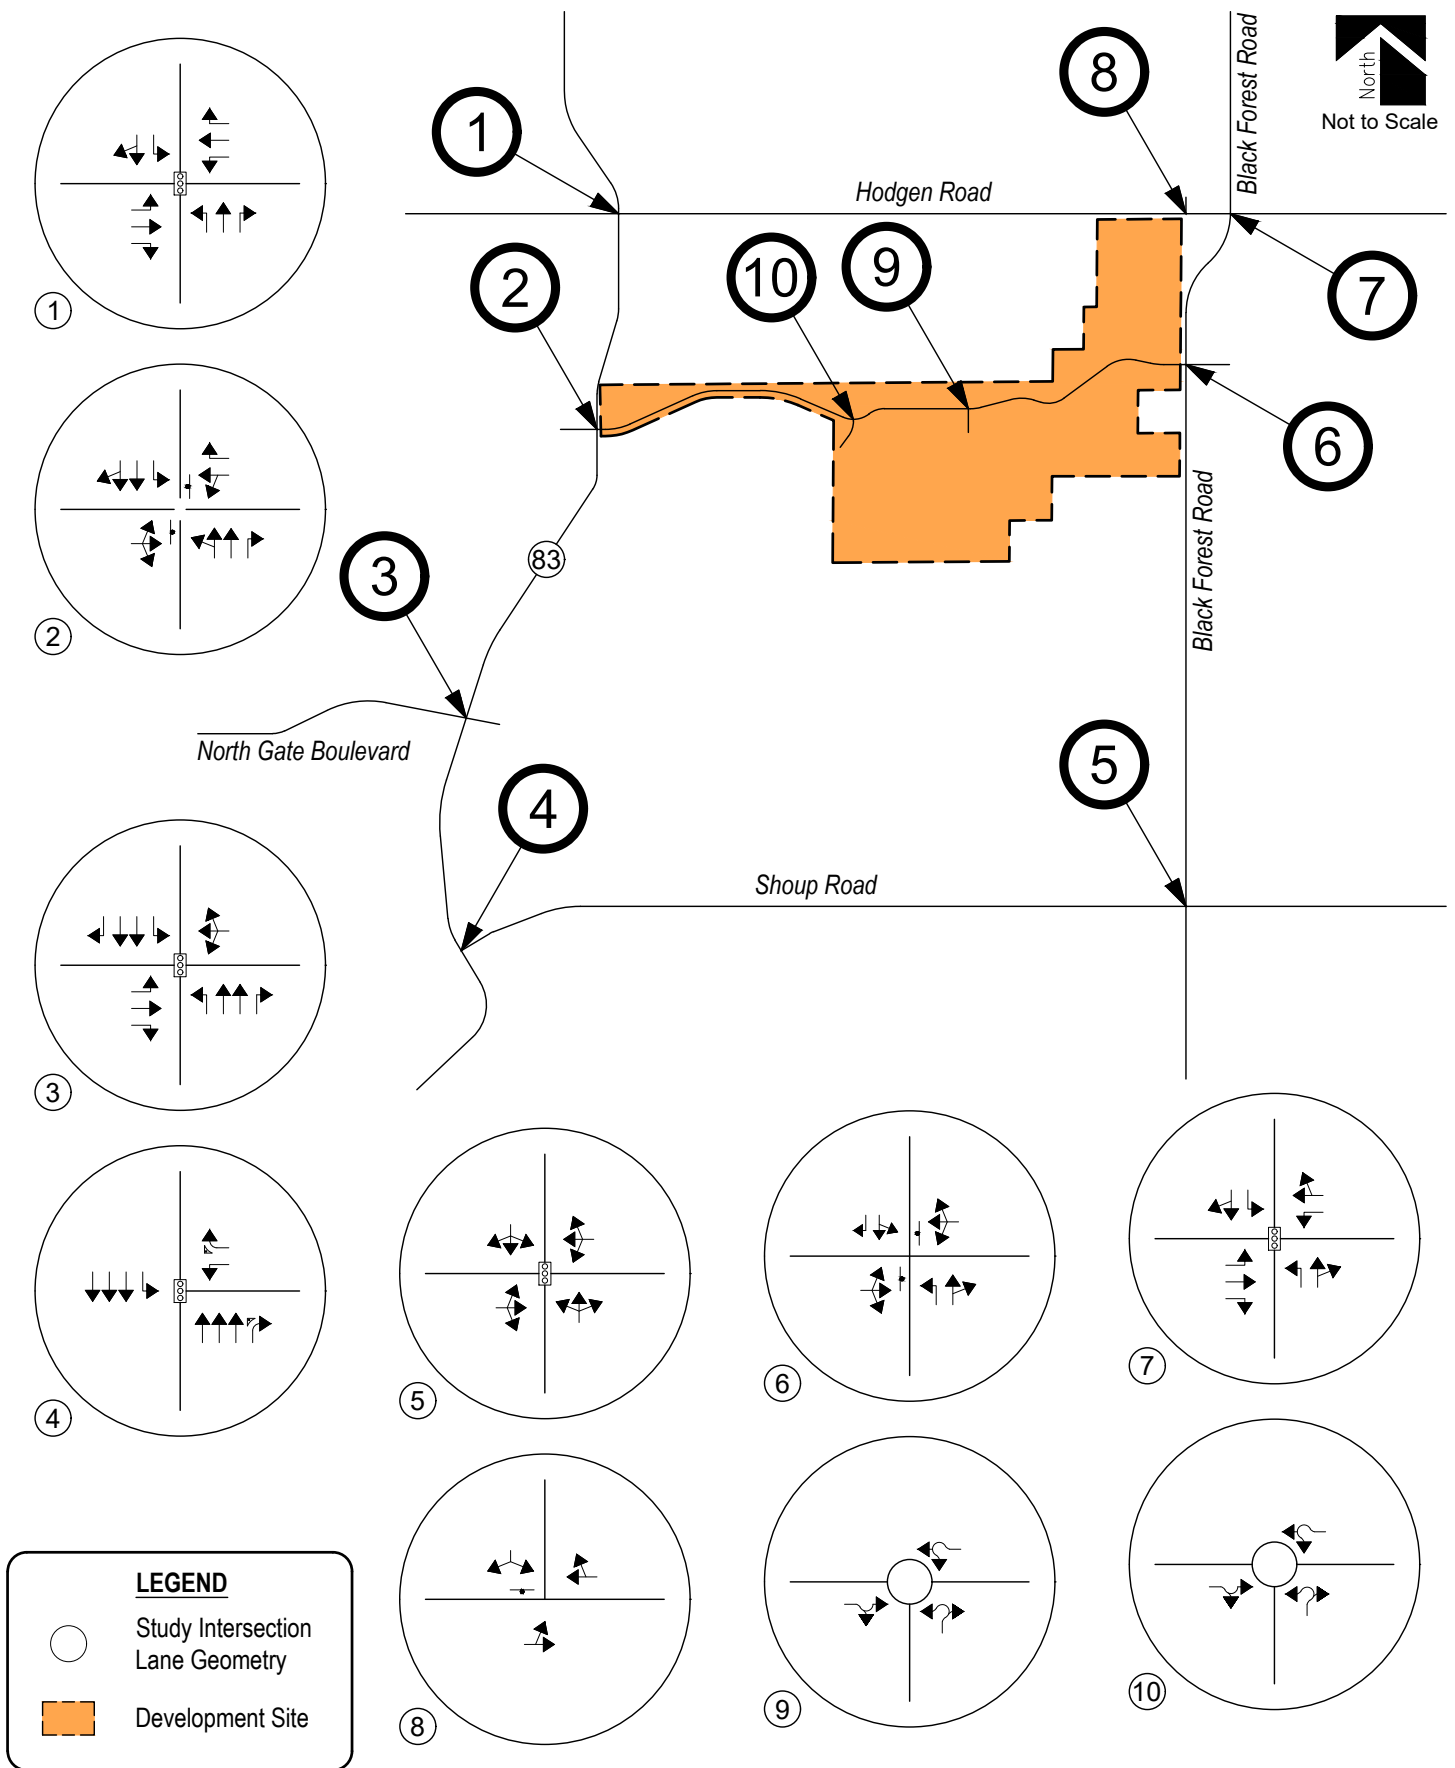 1
2
3
4
5
6
7
8
9
10
North
Not to Scale
Hodgen Road
Black Forest Road
1
2
3
4
5
6
7
8
9
10
83
North Gate Boulevard
Black Forest Road
Shoup Road
LEGEND
Study Intersection
Lane Geometry
Development Site